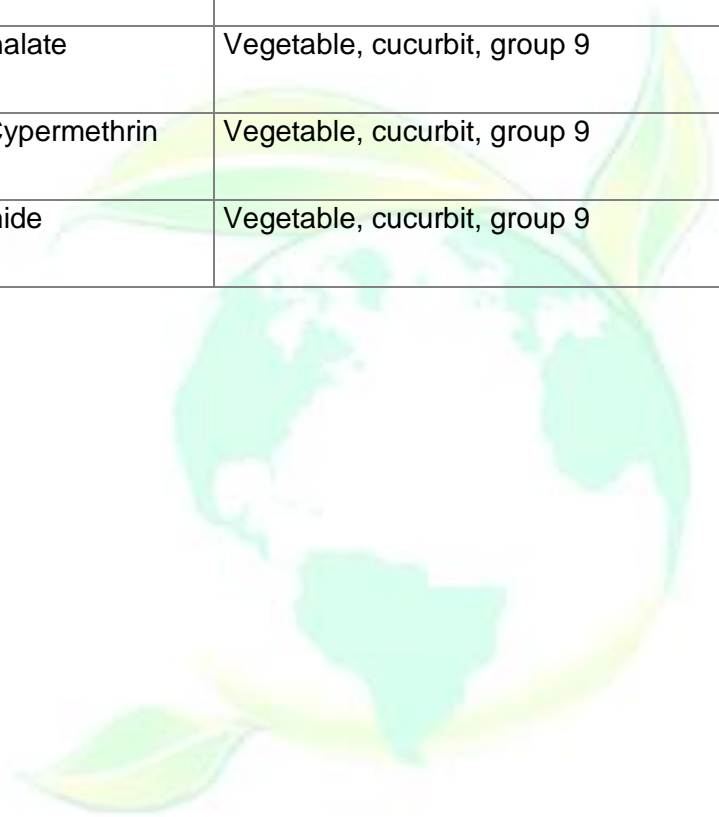 nalate Vegetable, cucurbit, group 9
Cypermethrin Vegetable, cucurbit, group 9
nide Vegetable, cucurbit, group 9